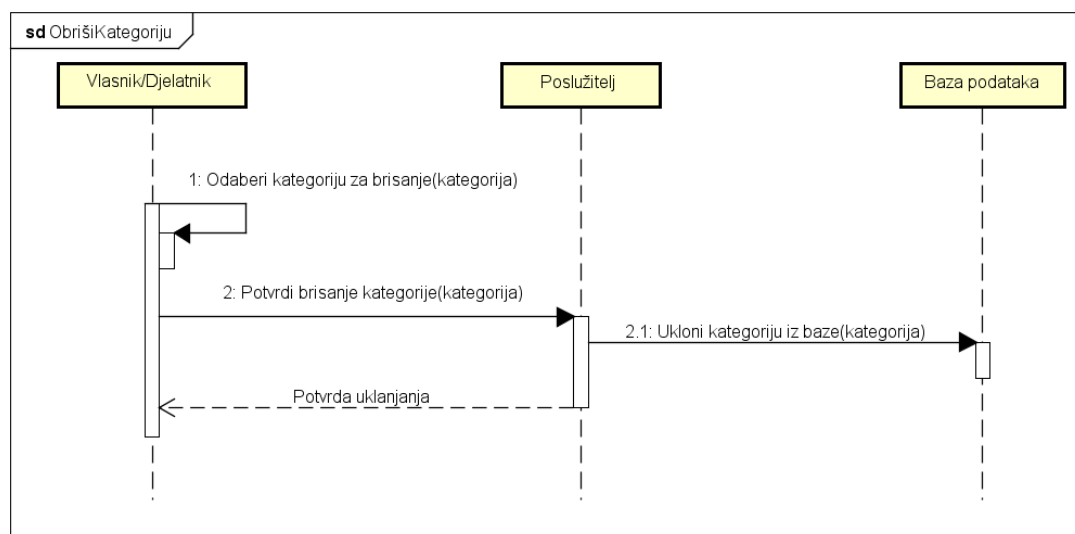 sd ObrišiKategoriju
Vlasnik/Djelatnik
Poslužitelj
Baza podataka
1: Odaberi kategoriju za brisanje(kategorija)
2: Potvrdi brisanje kategorije(kategorija)
2.1: Ukloni kategoriju iz baze(kategorija)
Potvrda uklanjanja